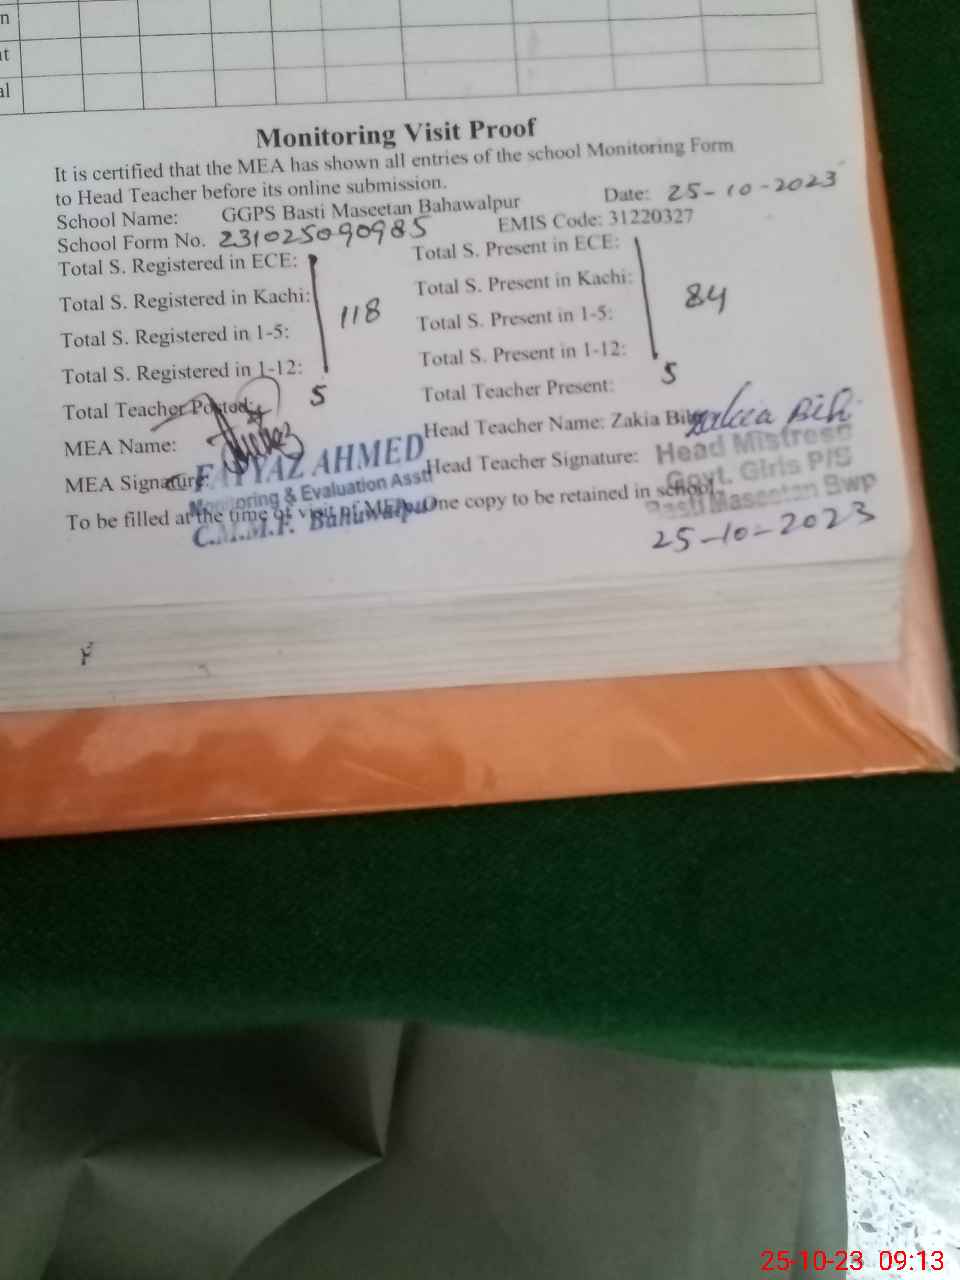 n
t
al
Monitoring Visit Proof
It is certified that the MEA has shown all entries of the school Monitoring Form
to Head Teacher before its online submission.
Date: 25-10-2023
School Name: GGPS Basti Maseetan Bahawalpur
EMIS Code: 31220327
School Form No. 231025090985
Total S. Registered in ECE:
Total S. Present in ECE:
Total S. Registered in Kachi:
Total S. Present in Kachi:
118
84
Total S. Registered in 1-5:
Total S. Present in 1-5:
Total S. Registered in 1-12:
Total S. Present in 1-12:
Total Teacher Posted: 5
Total Teacher Present: 5
MEA Name:
Head Teacher Name: Zakia Bibi
Zakia Bibi
MEA Signature:
Head Teacher Signature:
FAYYAZ AHMED
Monitoring & Evaluation Asstt
C.M.M.F. Bahawalpur
Head Mistress
Govt. Girls P/S
Basti Maseetan Bwp
To be filled at the time of visit of MEA. One copy to be retained in school.
25-10-2023
25-10-23 09:13